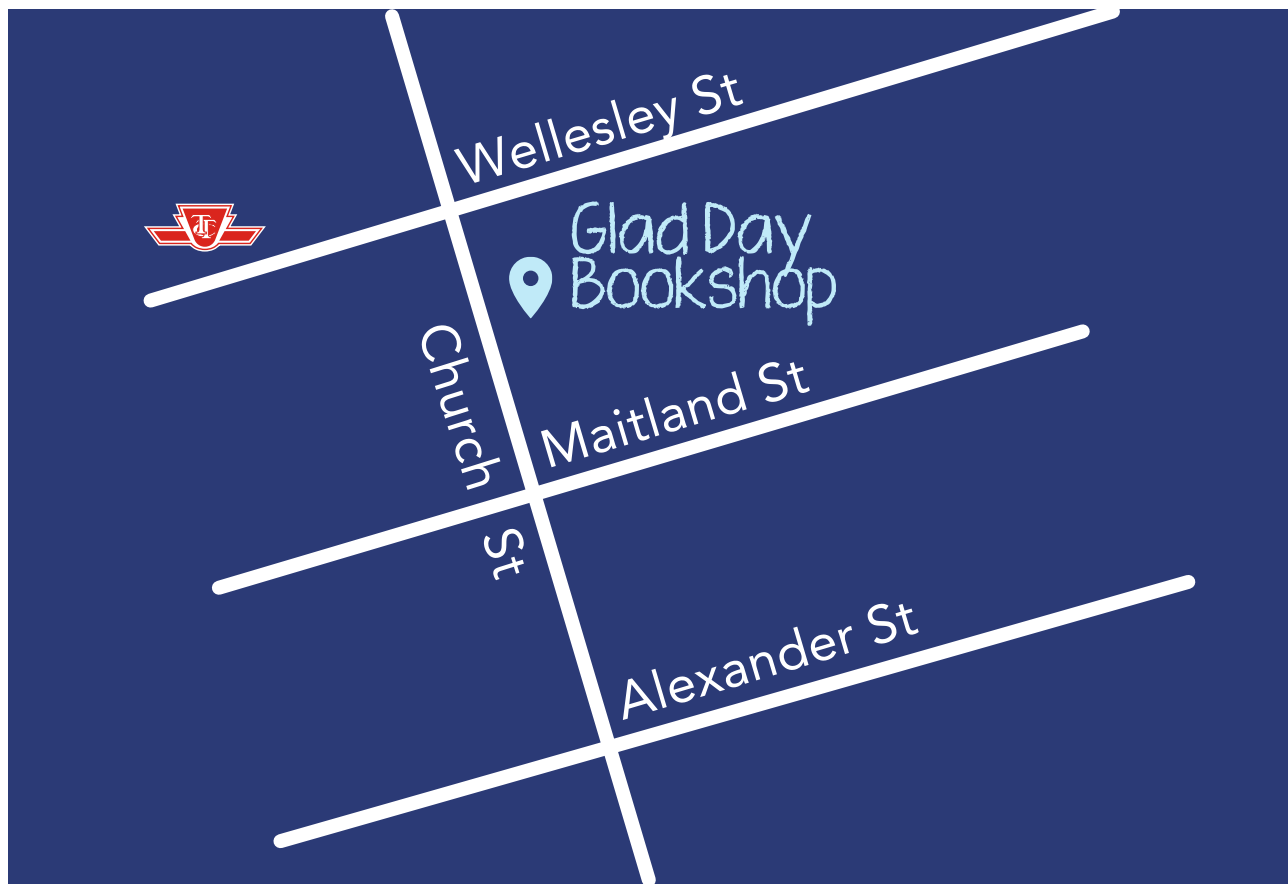 Wellesley St
TTC
Glad Day
Bookshop
Church St
Maitland St
Alexander St